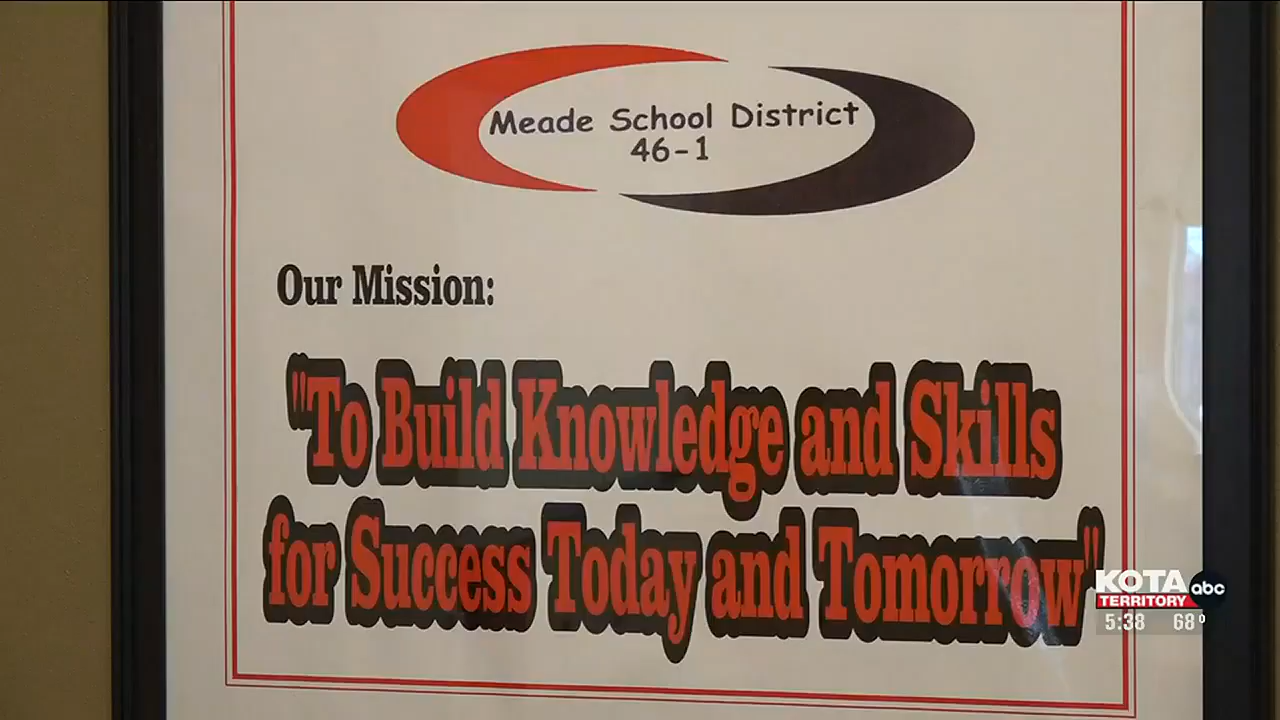 Meade School District
46-1
Our Mission:
"To Build Knowledge and Skills
for Success Today and Tomorrow"
KOTA abc
TERRITORY
5:38 68°